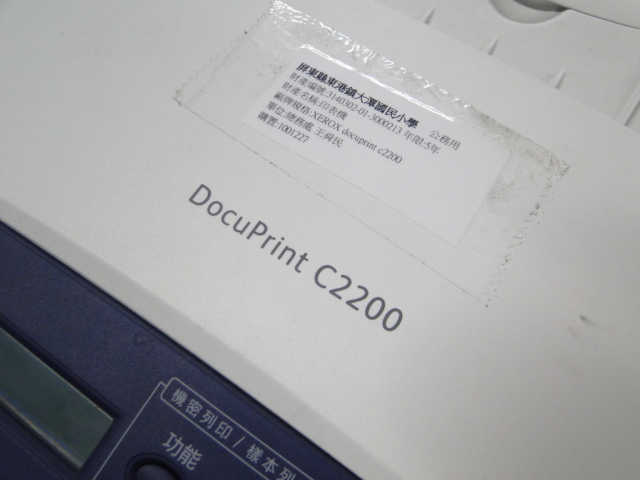 屏東縣東港鎮大潭國民小學 公務用
財產編號:3140302-01-3000213 年限:5年
財產名稱:印表機
廠牌規格:XEROX docuprint c2200
單位:總務處 王舜民
購置:1001227
DocuPrint C2200
機密列印 / 樣本列
功能